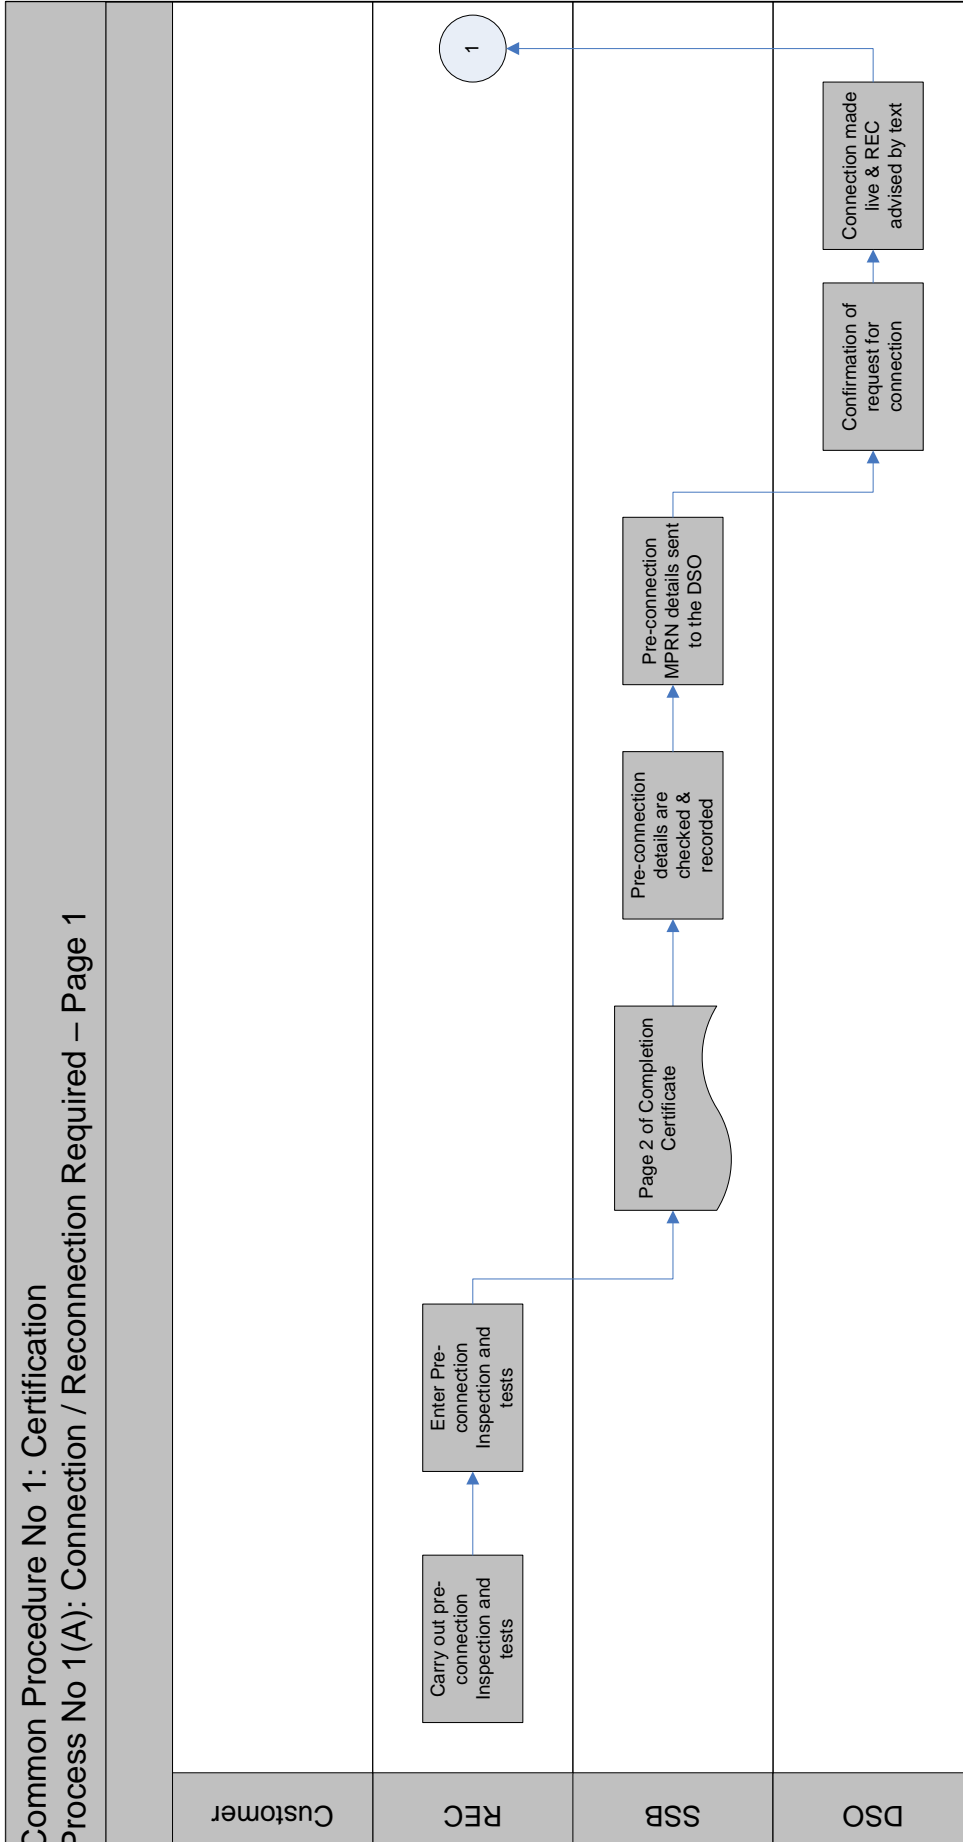 Common Procedure No 1: Certification
Process No 1(A): Connection / Reconnection Required – Page 1
Customer
REC
Carry out pre-
connection
Inspection and
tests
Enter Pre-
connection
Inspection and
tests
1
SSB
Page 2 of Completion
Certificate
Pre-connection
details are
checked &
recorded
Pre-connection
MPRN details sent
to the DSO
DSO
Confirmation of
request for
connection
Connection made
live & REC
advised by text